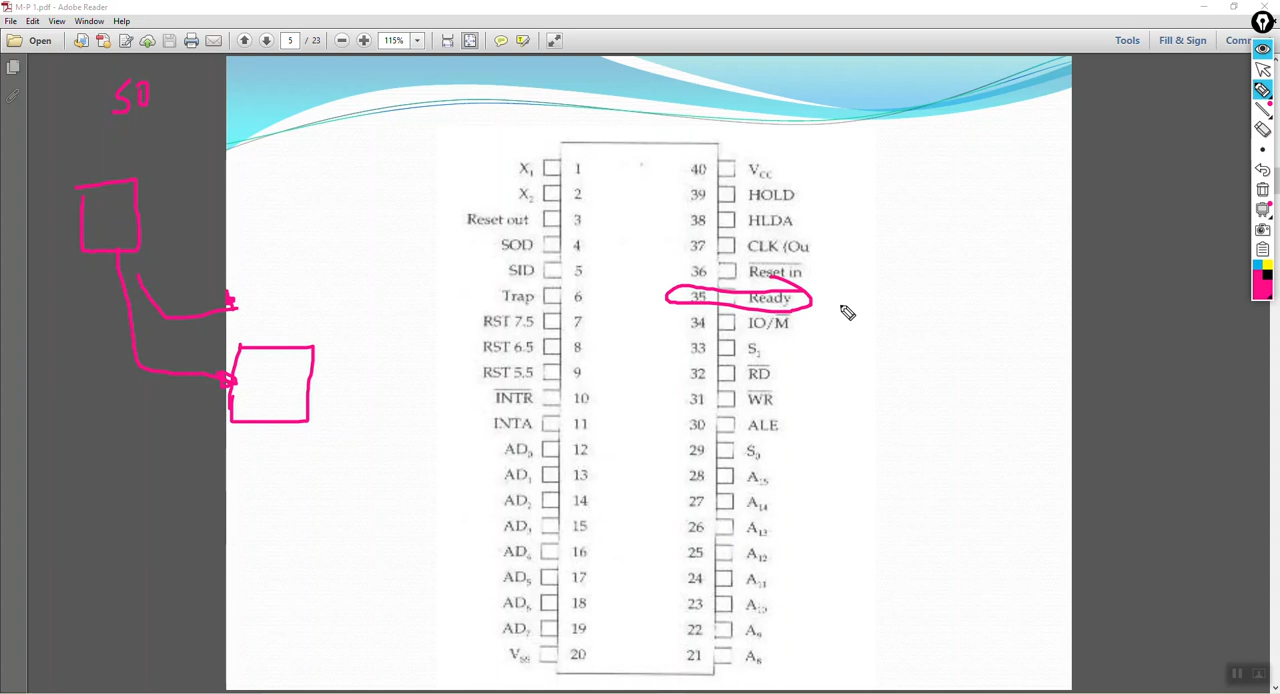 M-P 1.pdf - Adobe Reader
File Edit View Window Help
Open 5 / 23 115% Tools Fill & Sign Comm
50
X1 1 40 VCC
X2 2 39 HOLD
Reset out 3 38 HLDA
SOD 4 37 CLK (Ou
SID 5 36 Reset in
Trap 6 35 Ready
RST 7.5 7 34 IO/M
RST 6.5 8 33 S1
RST 5.5 9 32 RD
INTR 10 31 WR
INTA 11 30 ALE
AD0 12 29 S0
AD1 13 28 A15
AD2 14 27 A14
AD3 15 26 A13
AD4 16 25 A12
AD5 17 24 A11
AD6 18 23 A10
AD7 19 22 A9
VSS 20 21 A8